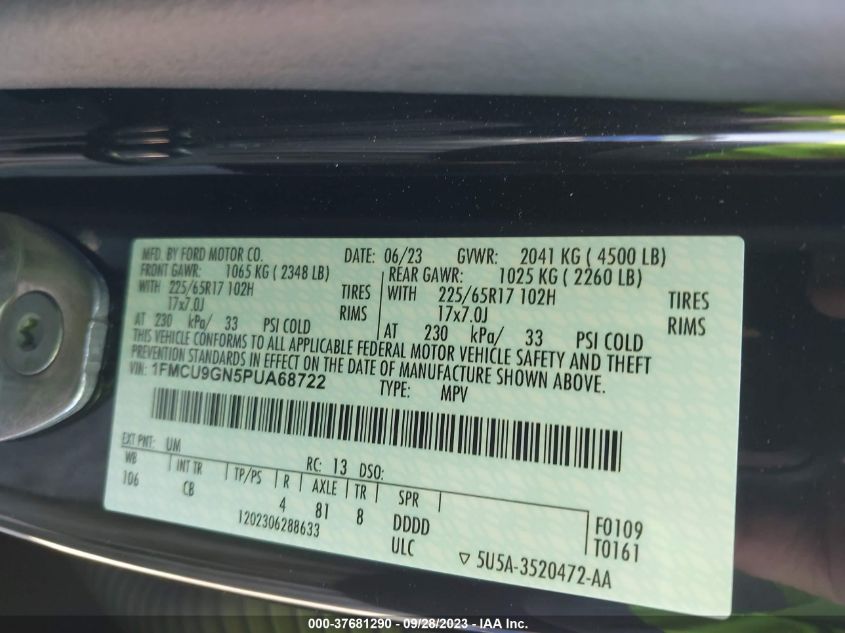 MFD. BY FORD MOTOR CO. DATE: 06/23 GVWR: 2041 KG ( 4500 LB)
FRONT GAWR: 1065 KG ( 2348 LB) REAR GAWR: 1025 KG ( 2260 LB)
WITH 225/65R17 102H TIRES WITH 225/65R17 102H TIRES
17x7.0J RIMS 17x7.0J RIMS
AT 230 kPa/ 33 PSI COLD AT 230 kPa/ 33 PSI COLD
THIS VEHICLE CONFORMS TO ALL APPLICABLE FEDERAL MOTOR VEHICLE SAFETY AND THEFT
PREVENTION STANDARDS IN EFFECT ON THE DATE OF MANUFACTURE SHOWN ABOVE.
VIN: 1FMCU9GN5PUA68722 TYPE: MPV
EXT PNT: UM RC: 13 DSO:
WB INT TR TP/PS R AXLE TR SPR
106 CB 4 81 8 DDDD F0109
1202306288633 ULC T0161
▽ 5U5A-3520472-AA
000-37681290 - 09/28/2023 - IAA Inc.